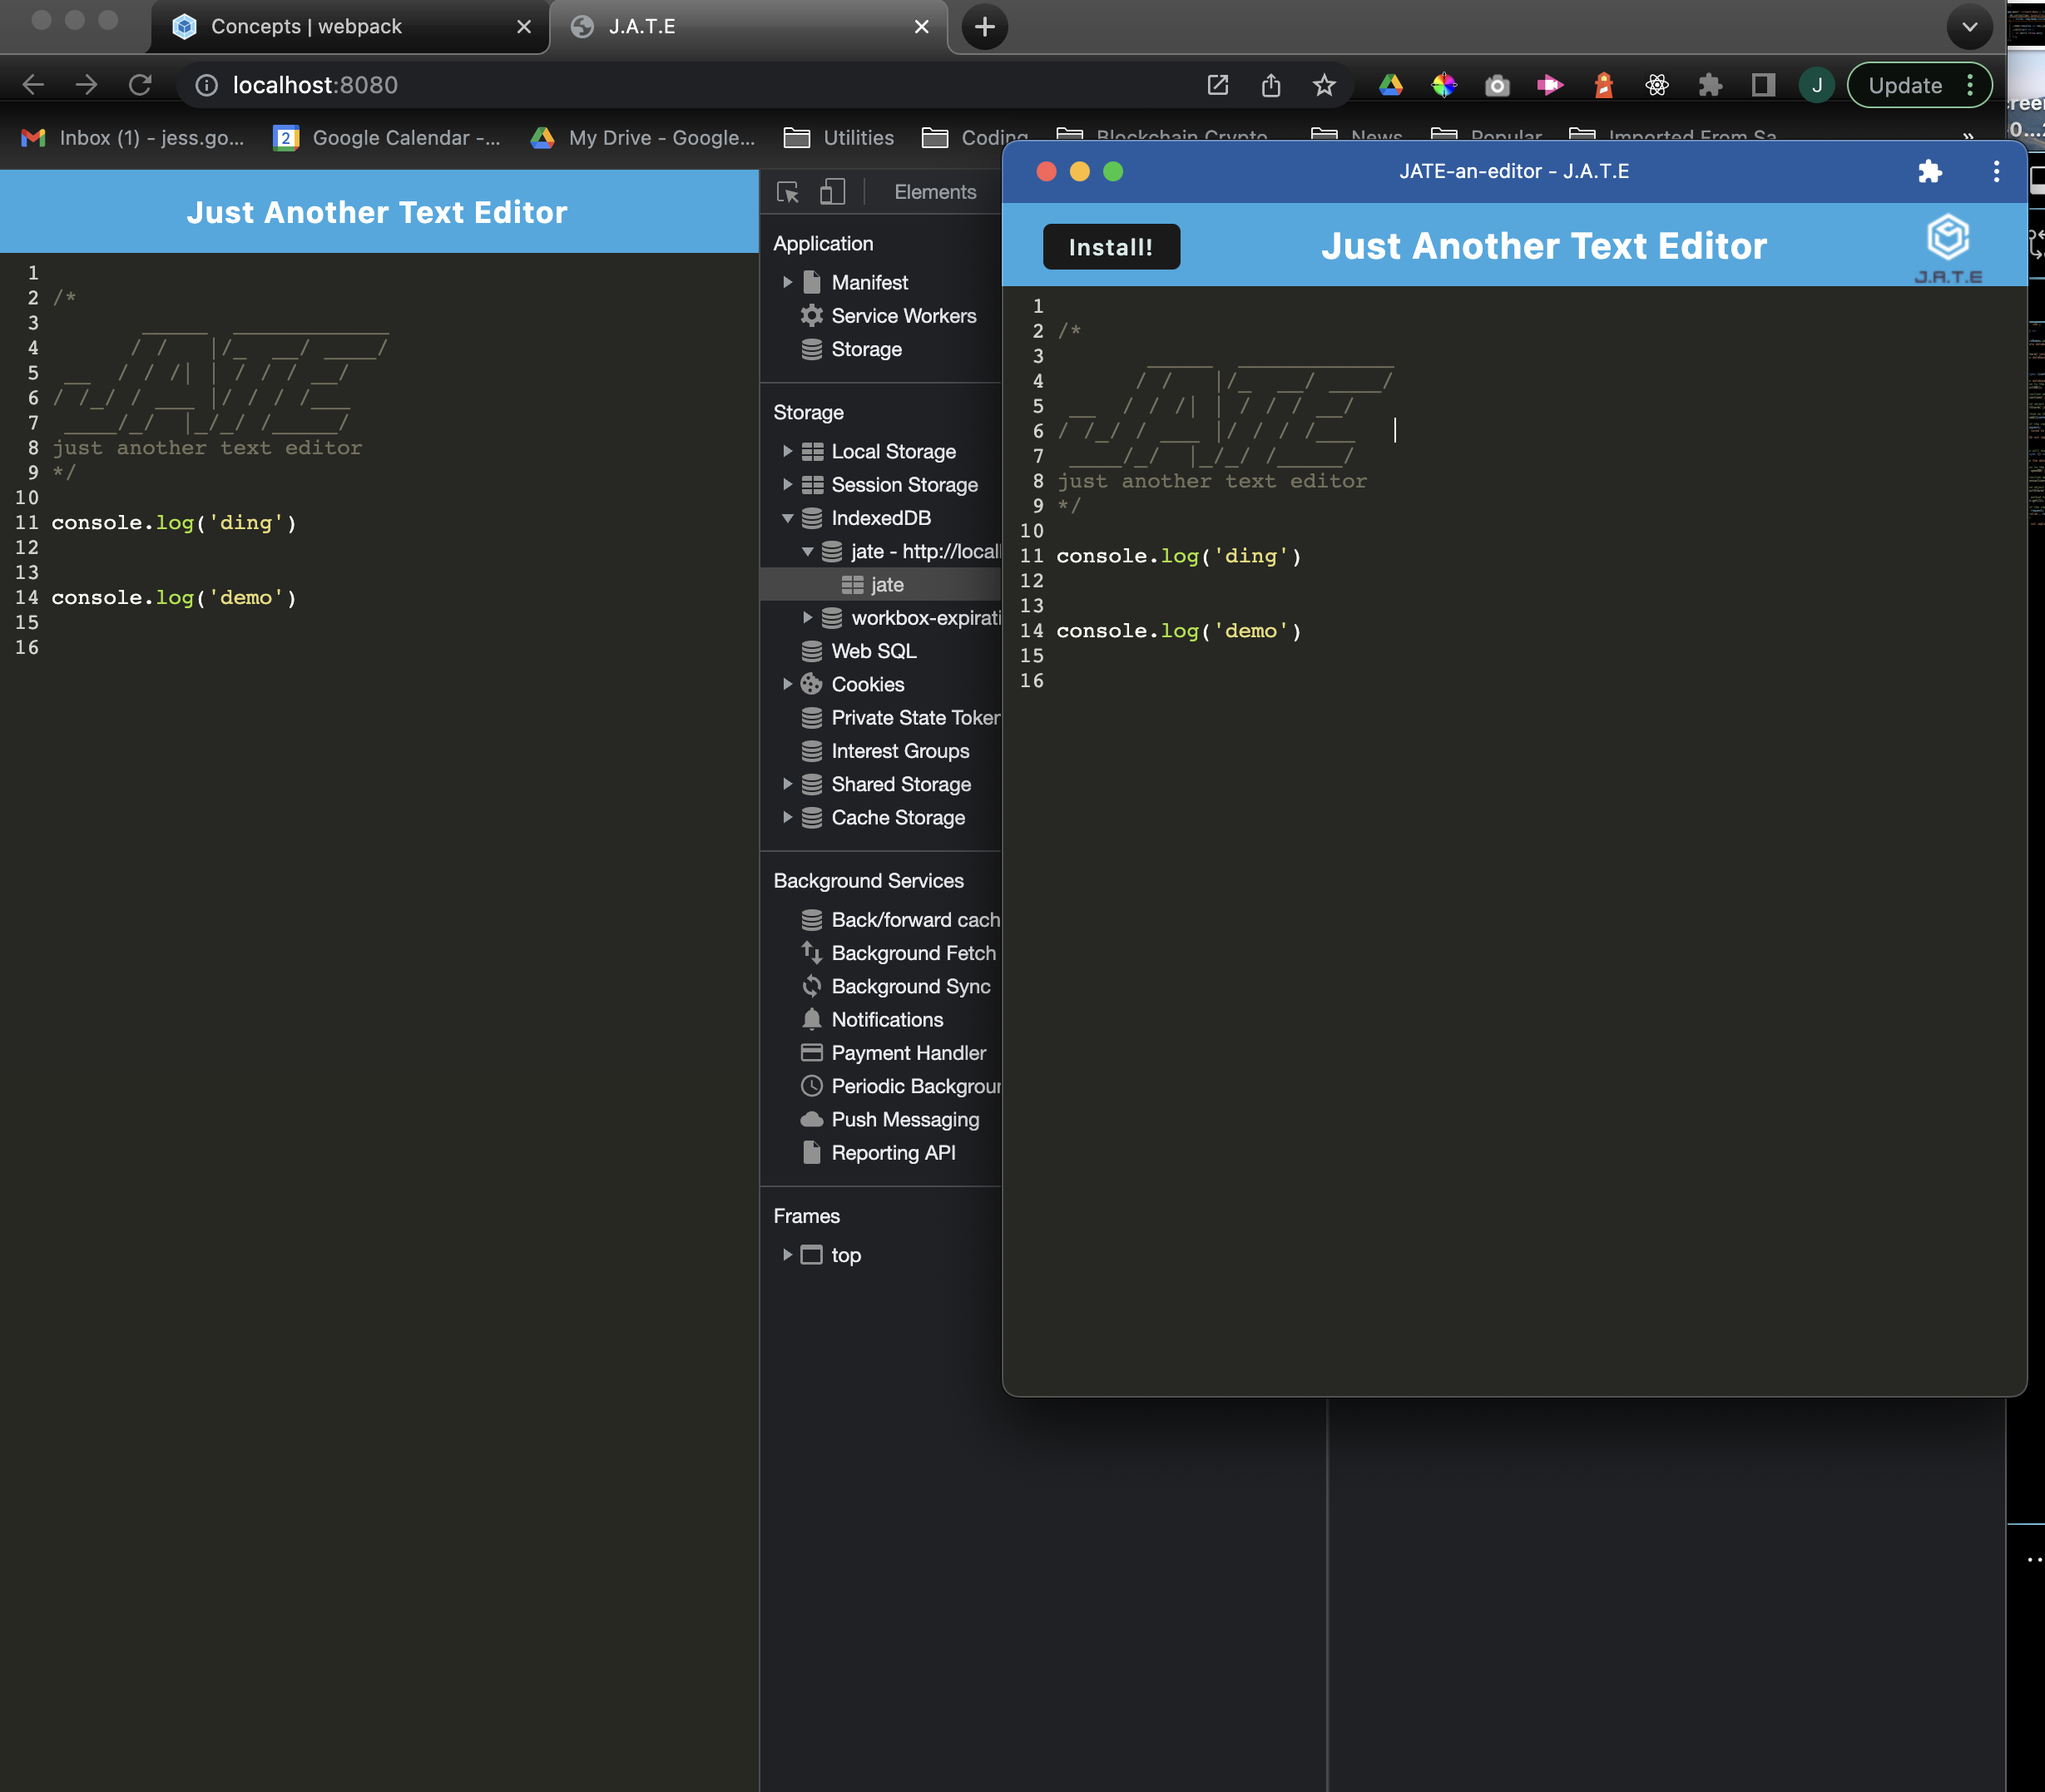 Concepts | webpack
J.A.T.E
localhost:8080
J
Update
Inbox (1) - jess.go...
2
Google Calendar -...
My Drive - Google...
Utilities
Coding
Blockchain Crypto
News
Popular
Imported From Sa
»
Just Another Text Editor
1
2 /*
3
4
5
6
7
8 just another text editor
9 */
10
11 console.log('ding')
12
13
14 console.log('demo')
15
16
Elements
Application
Manifest
Service Workers
Storage
Storage
Local Storage
Session Storage
IndexedDB
jate - http://local
jate
workbox-expirati
Web SQL
Cookies
Private State Token
Interest Groups
Shared Storage
Cache Storage
Background Services
Back/forward cach
Background Fetch
Background Sync
Notifications
Payment Handler
Periodic Backgroun
Push Messaging
Reporting API
Frames
top
JATE-an-editor - J.A.T.E
Install!
Just Another Text Editor
J.A.T.E
1
2 /*
3
4
5
6
7
8 just another text editor
9 */
10
11 console.log('ding')
12
13
14 console.log('demo')
15
16